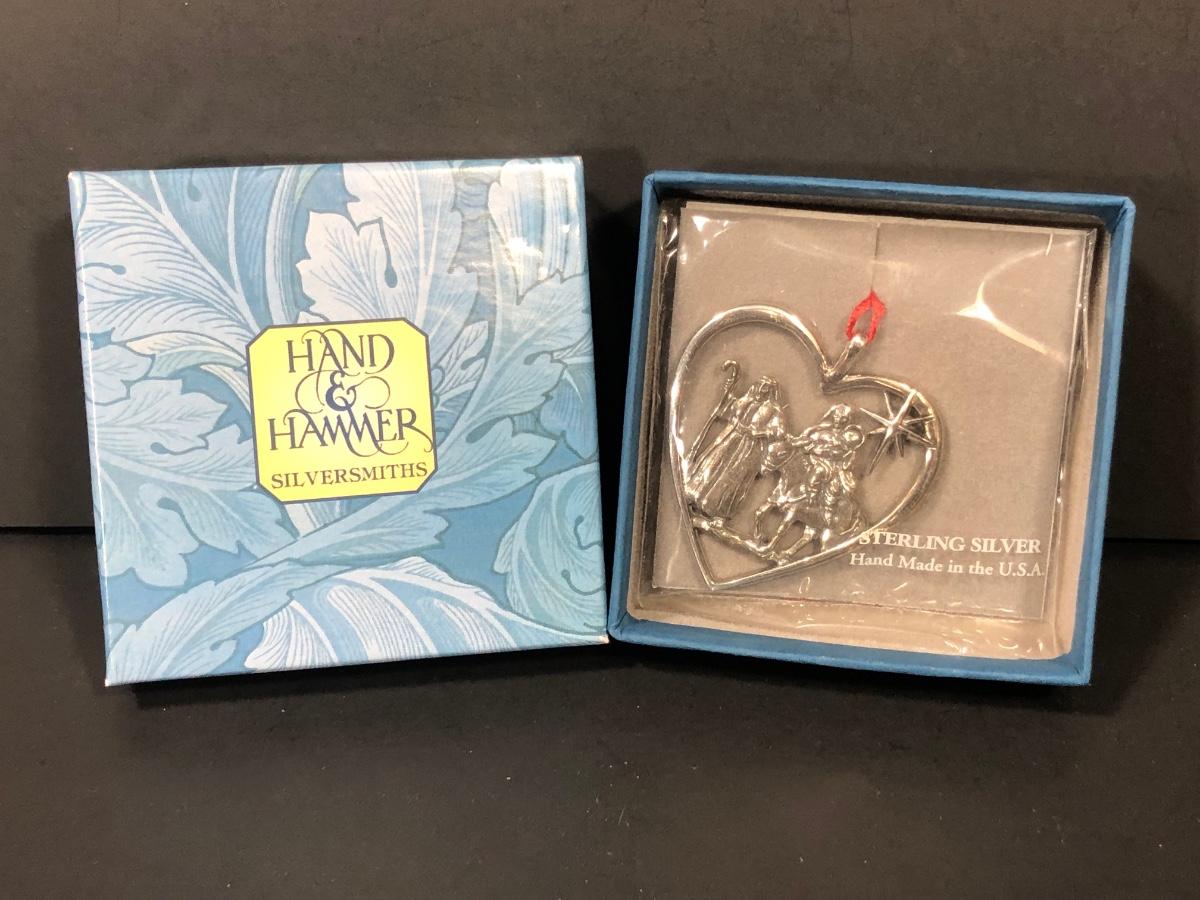 HAND
&
HAMMER
SILVERSMITHS
STERLING SILVER
Hand Made in the U.S.A.